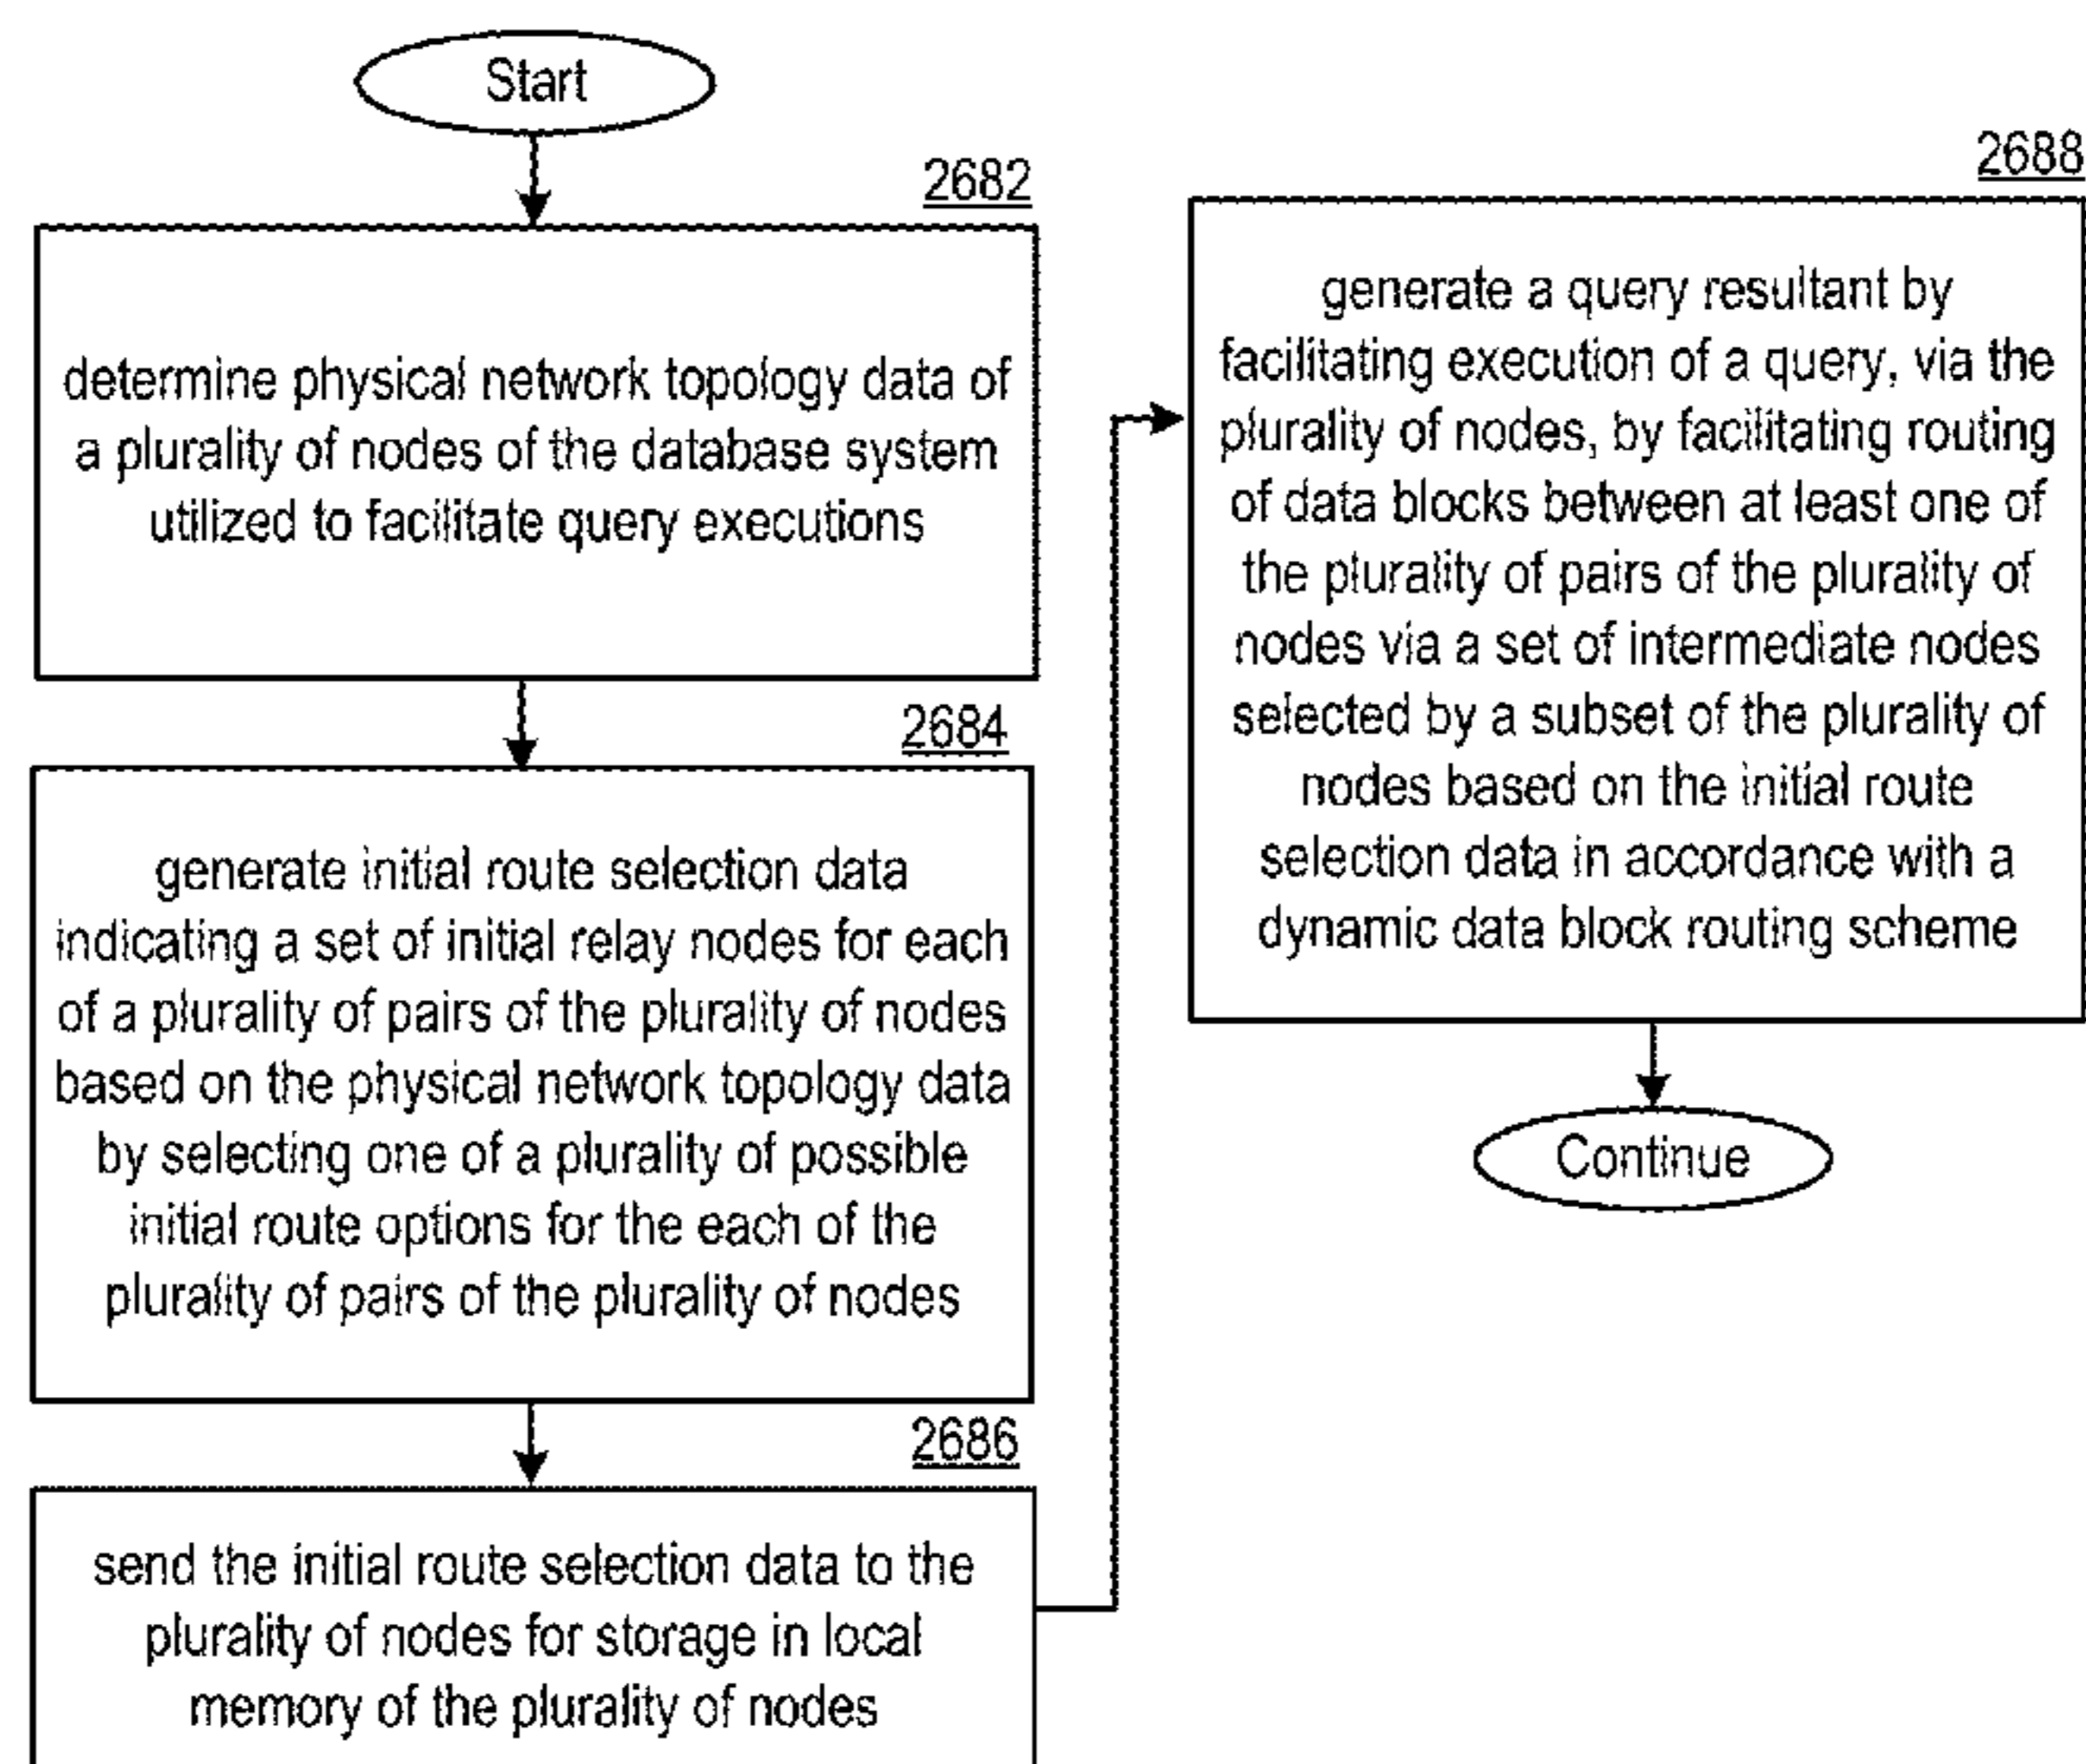 Start
2682
determine physical network topology data of
a plurality of nodes of the database system
utilized to facilitate query executions
2684
generate initial route selection data
indicating a set of initial relay nodes for each
of a plurality of pairs of the plurality of nodes
based on the physical network topology data
by selecting one of a plurality of possible
initial route options for the each of the
plurality of pairs of the plurality of nodes
2686
send the initial route selection data to the
plurality of nodes for storage in local
memory of the plurality of nodes
2688
generate a query resultant by
facilitating execution of a query, via the
plurality of nodes, by facilitating routing
of data blocks between at least one of
the plurality of pairs of the plurality of
nodes via a set of intermediate nodes
selected by a subset of the plurality of
nodes based on the initial route
selection data in accordance with a
dynamic data block routing scheme
Continue